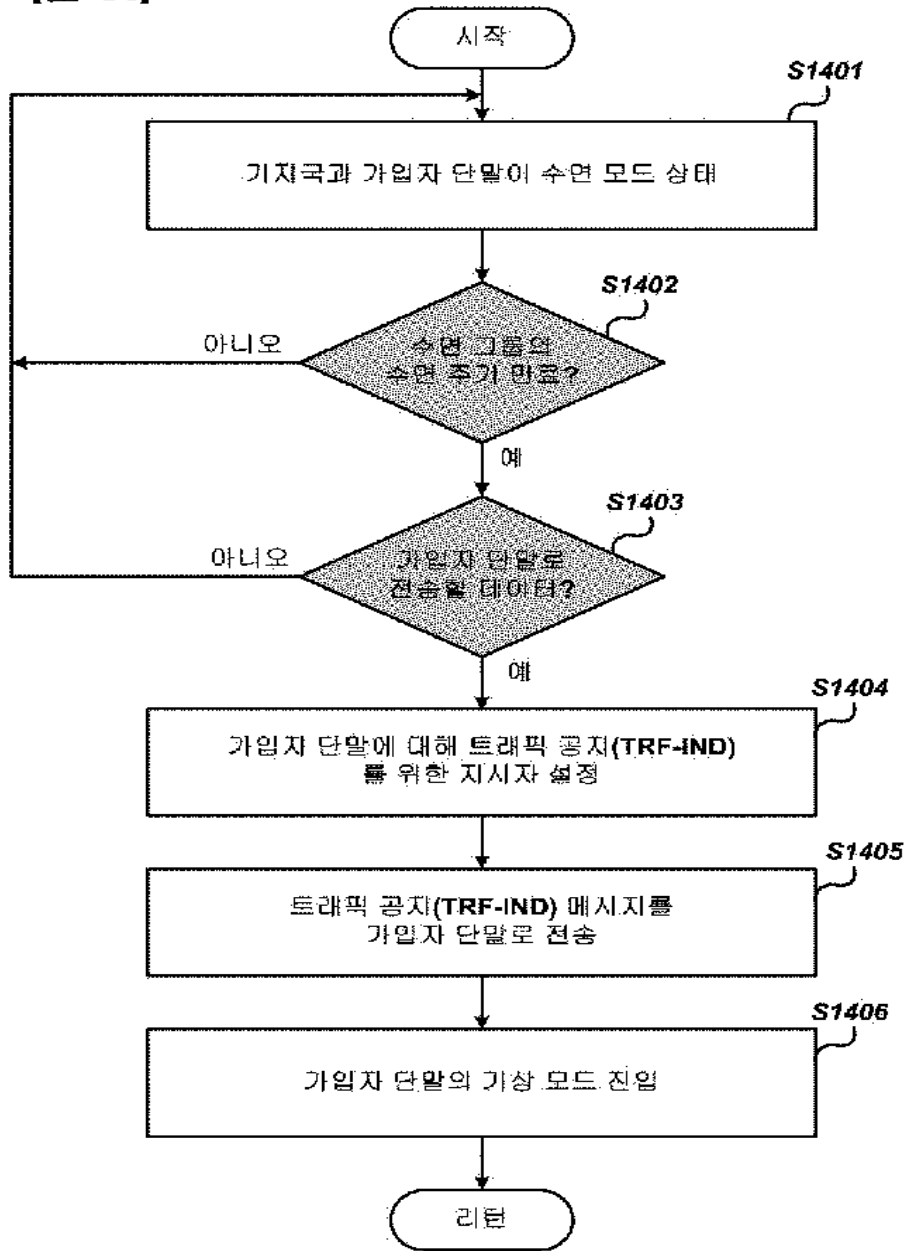 시작
S1401
기지국과 가입자 단말이 수면 모드 상태
S1402
아니오
수면 그룹의
수면 주기 만료?
예
S1403
아니오
가입자 단말로
전송할 데이터?
예
S1404
가입자 단말에 대해 트래픽 공지(TRF-IND)
를 위한 지시자 설정
S1405
트래픽 공지(TRF-IND) 메시지를
가입자 단말로 전송
S1406
가입자 단말의 기상 모드 진입
리턴